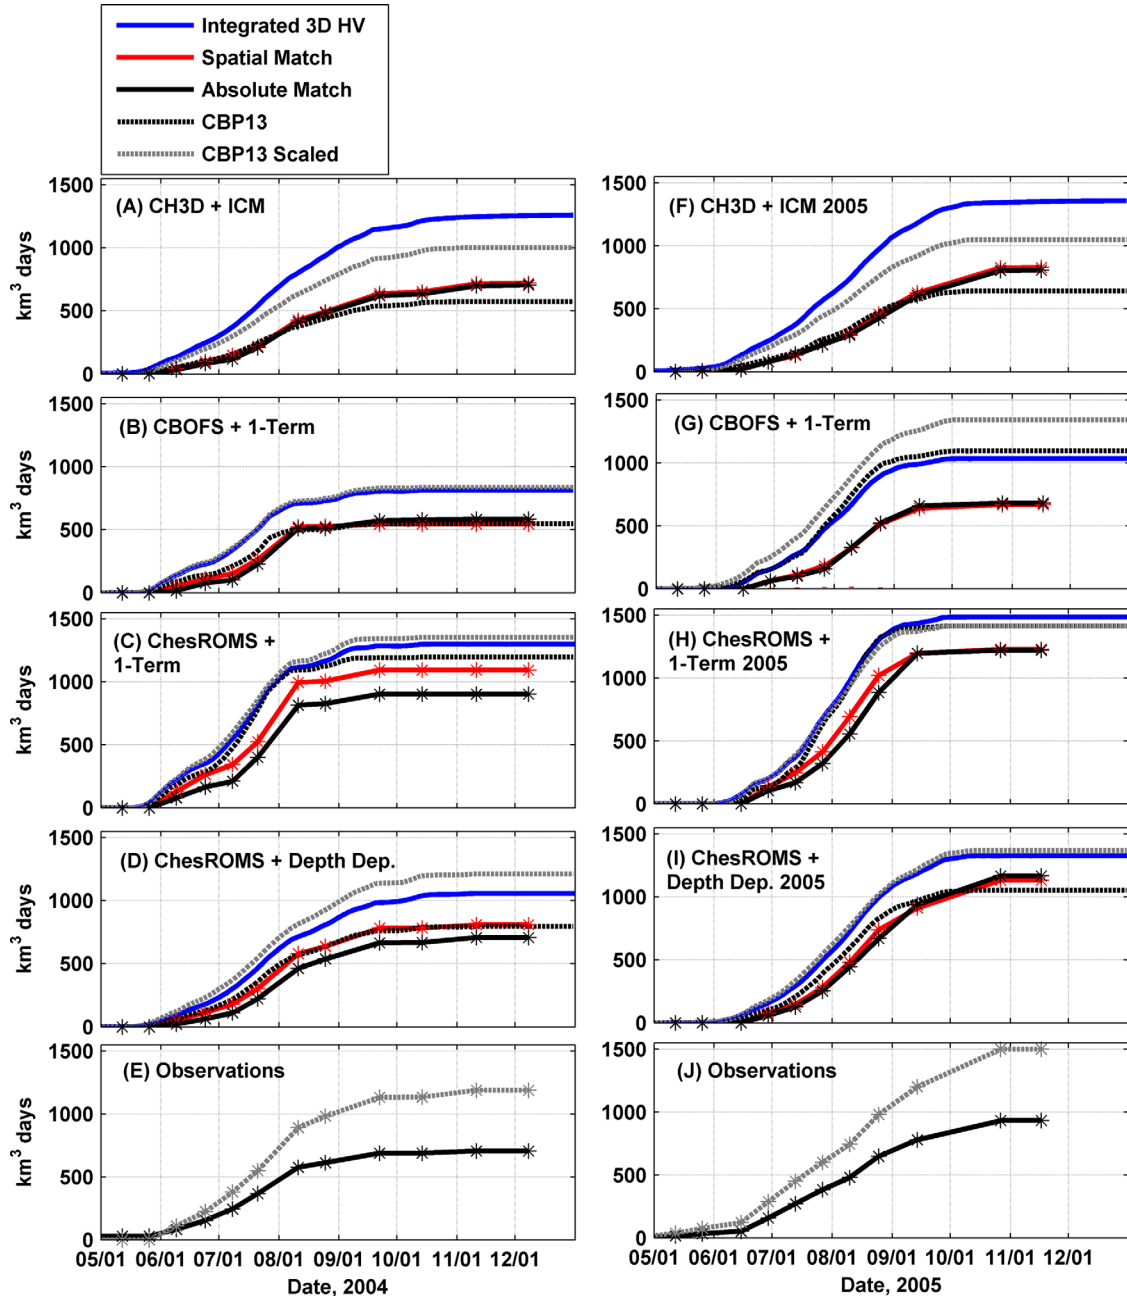 Integrated 3D HV
Spatial Match
Absolute Match
CBP13
CBP13 Scaled
(A) CH3D + ICM
km³ days
1500
1000
500
0
(B) CBOFS + 1-Term
km³ days
1500
1000
500
0
(C) ChesROMS +
1-Term
km³ days
1500
1000
500
0
(D) ChesROMS + Depth Dep.
km³ days
1500
1000
500
0
(E) Observations
km³ days
1500
1000
500
0
05/01 06/01 07/01 08/01 09/01 10/01 11/01 12/01
Date, 2004
(F) CH3D + ICM 2005
1500
1000
500
0
(G) CBOFS + 1-Term
1500
1000
500
0
(H) ChesROMS +
1-Term 2005
1500
1000
500
0
(I) ChesROMS +
Depth Dep. 2005
1500
1000
500
0
(J) Observations
1500
1000
500
0
05/01 06/01 07/01 08/01 09/01 10/01 11/01 12/01
Date, 2005